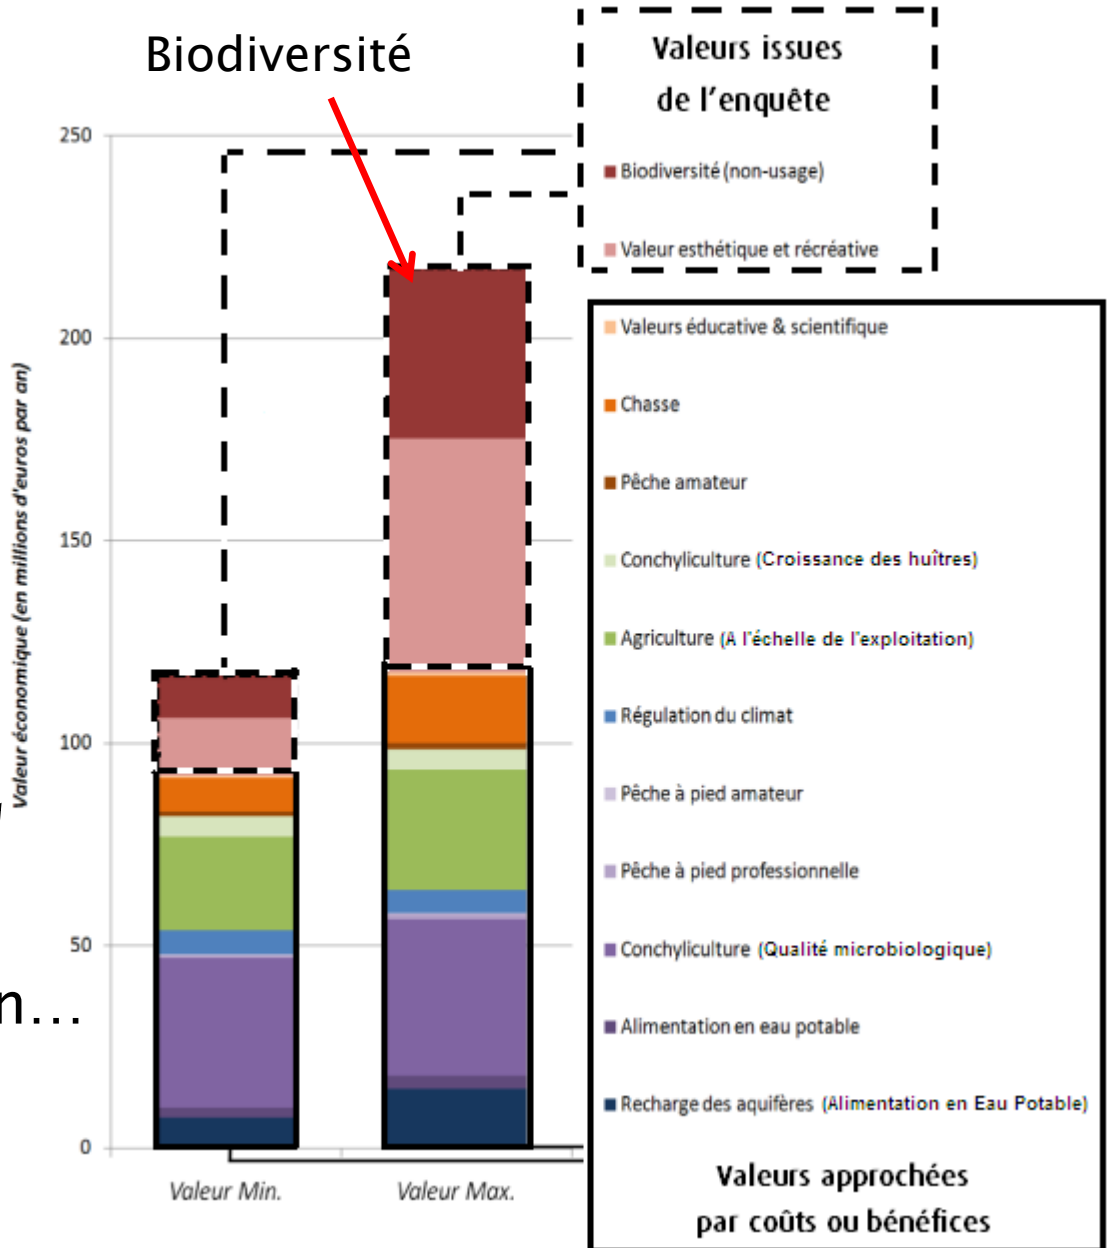 Biodiversité
Valeurs issues
de l'enquête
Biodiversité (non-usage)
Valeur esthétique et récréative
Valeurs éducative & scientifique
Chasse
Pêche amateur
Conchyliculture (Croissance des huîtres)
Agriculture (A l'échelle de l'exploitation)
Régulation du climat
Pêche à pied amateur
Pêche à pied professionnelle
Conchyliculture (Qualité microbiologique)
Alimentation en eau potable
Recharge des aquifères (Alimentation en Eau Potable)
Valeurs approchées
par coûts ou bénéfices
Valeur économique (en millions d'euros par an)
250
200
150
100
50
0
Valeur Min.
Valeur Max.
n…